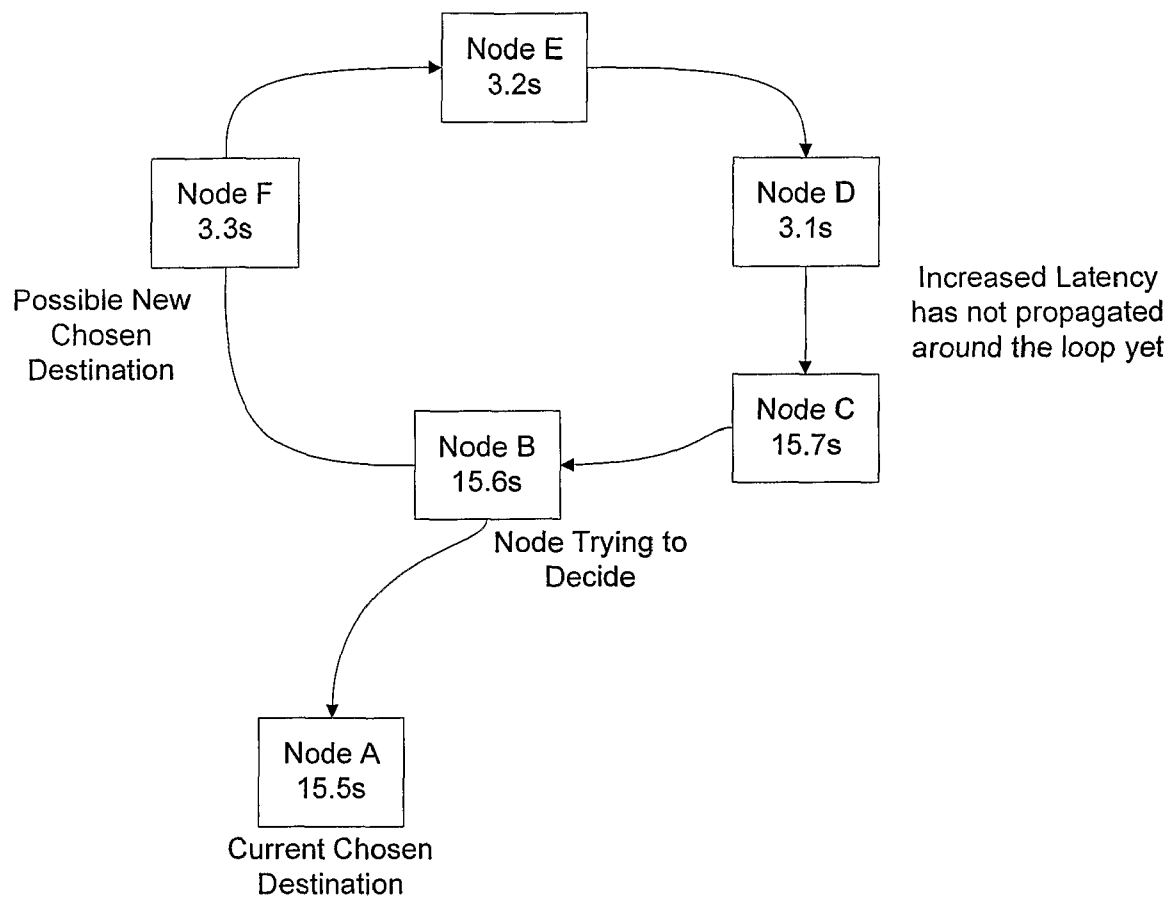 Node E
3.2s
Node F
3.3s
Node D
3.1s
Possible New
Chosen
Destination
Increased Latency
has not propagated
around the loop yet
Node C
15.7s
Node B
15.6s
Node Trying to
Decide
Node A
15.5s
Current Chosen
Destination